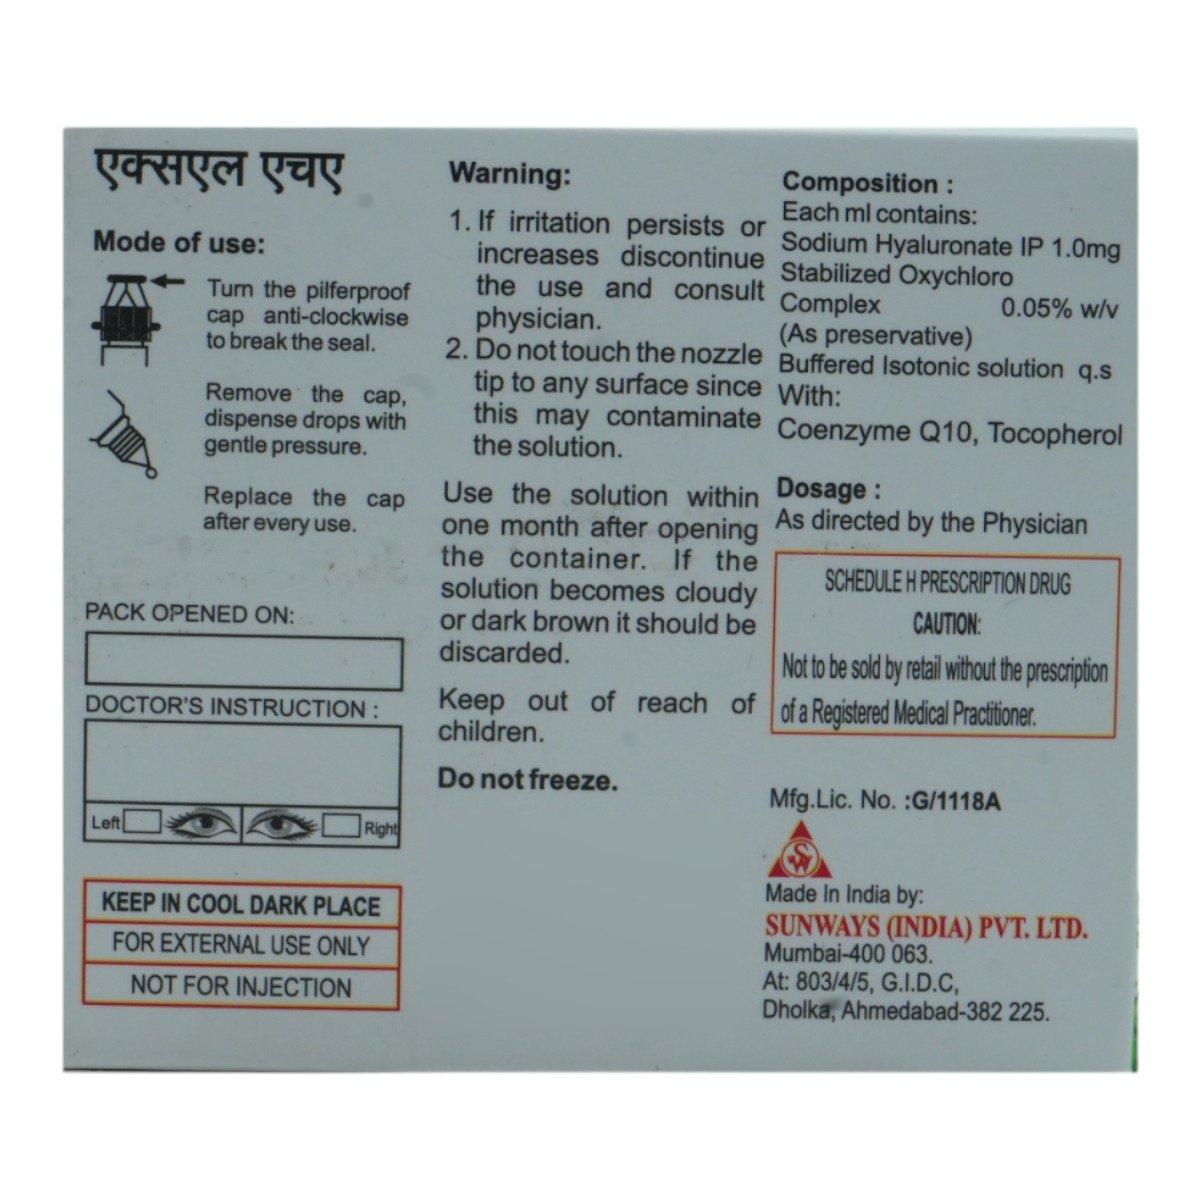 एक्सएल एचए
Mode of use:
Turn the pilferproof
cap anti-clockwise
to break the seal.
Remove the cap,
dispense drops with
gentle pressure.
Replace the cap
after every use.
PACK OPENED ON:
DOCTOR'S INSTRUCTION :
Left
Right
KEEP IN COOL DARK PLACE
FOR EXTERNAL USE ONLY
NOT FOR INJECTION
Warning:
1. If irritation persists or
increases discontinue
the use and consult
physician.
2. Do not touch the nozzle
tip to any surface since
this may contaminate
the solution.
Use the solution within
one month after opening
the container. If the
solution becomes cloudy
or dark brown it should be
discarded.
Keep out of reach of
children.
Do not freeze.
Composition :
Each ml contains:
Sodium Hyaluronate IP 1.0mg
Stabilized Oxychloro
Complex 0.05% w/v
(As preservative)
Buffered Isotonic solution q.s
With:
Coenzyme Q10, Tocopherol
Dosage :
As directed by the Physician
SCHEDULE H PRESCRIPTION DRUG
CAUTION:
Not to be sold by retail without the prescription
of a Registered Medical Practitioner.
Mfg.Lic. No. :G/1118A
SW
Made In India by:
SUNWAYS (INDIA) PVT. LTD.
Mumbai-400 063.
At: 803/4/5, G.I.D.C,
Dholka, Ahmedabad-382 225.